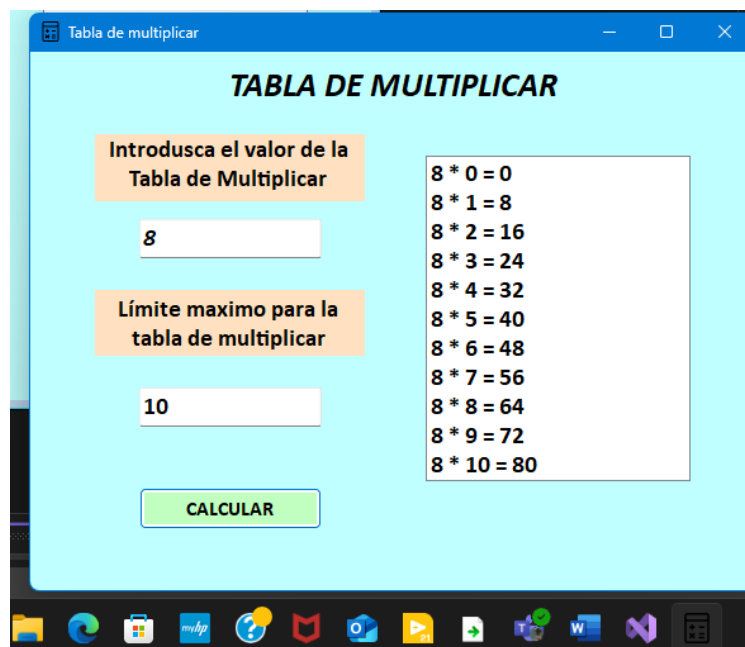 Tabla de multiplicar
TABLA DE MULTIPLICAR
Introdusca el valor de la
Tabla de Multiplicar
8
Límite maximo para la
tabla de multiplicar
10
CALCULAR
8 * 0 = 0
8 * 1 = 8
8 * 2 = 16
8 * 3 = 24
8 * 4 = 32
8 * 5 = 40
8 * 6 = 48
8 * 7 = 56
8 * 8 = 64
8 * 9 = 72
8 * 10 = 80
myhp
21